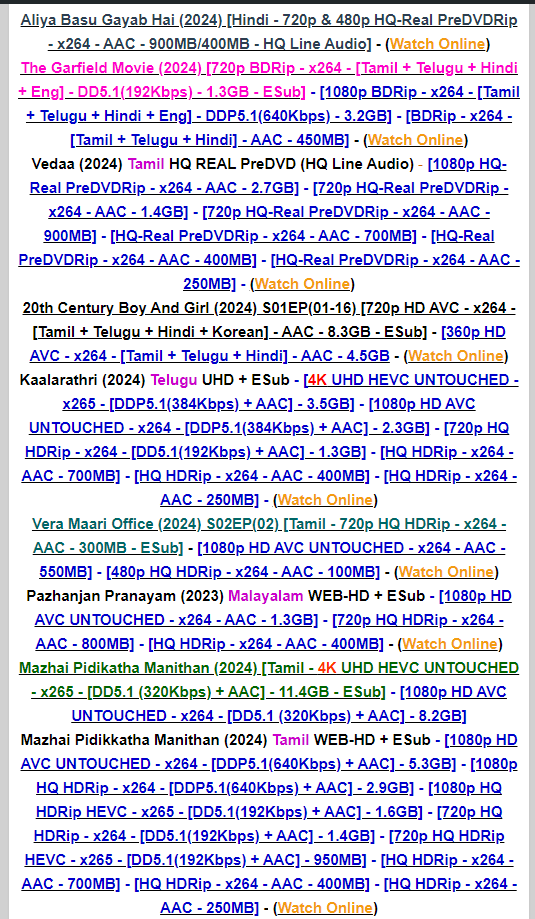 Aliya Basu Gayab Hai (2024) [Hindi - 720p & 480p HQ-Real PreDVDRip
- x264 - AAC - 900MB/400MB - HQ Line Audio] - (Watch Online)
The Garfield Movie (2024) [720p BDRip - x264 - [Tamil + Telugu + Hindi
+ Eng] - DD5.1(192Kbps) - 1.3GB - ESub] - [1080p BDRip - x264 - [Tamil
+ Telugu + Hindi + Eng] - DDP5.1(640Kbps) - 3.2GB] - [BDRip - x264 -
[Tamil + Telugu + Hindi] - AAC - 450MB] - (Watch Online)
Vedaa (2024) Tamil HQ REAL PreDVD (HQ Line Audio) - [1080p HQ-
Real PreDVDRip - x264 - AAC - 2.7GB] - [720p HQ-Real PreDVDRip -
x264 - AAC - 1.4GB] - [720p HQ-Real PreDVDRip - x264 - AAC -
900MB] - [HQ-Real PreDVDRip - x264 - AAC - 700MB] - [HQ-Real
PreDVDRip - x264 - AAC - 400MB] - [HQ-Real PreDVDRip - x264 - AAC -
250MB] - (Watch Online)
20th Century Boy And Girl (2024) S01EP(01-16) [720p HD AVC - x264 -
[Tamil + Telugu + Hindi + Korean] - AAC - 8.3GB - ESub] - [360p HD
AVC - x264 - [Tamil + Telugu + Hindi] - AAC - 4.5GB - (Watch Online)
Kaalarathri (2024) Telugu UHD + ESub - [4K UHD HEVC UNTOUCHED -
x265 - [DDP5.1(384Kbps) + AAC] - 3.5GB] - [1080p HD AVC
UNTOUCHED - x264 - [DDP5.1(384Kbps) + AAC] - 2.3GB] - [720p HQ
HDRip - x264 - [DD5.1(192Kbps) + AAC] - 1.3GB] - [HQ HDRip - x264 -
AAC - 700MB] - [HQ HDRip - x264 - AAC - 400MB] - [HQ HDRip - x264 -
AAC - 250MB] - (Watch Online)
Vera Maari Office (2024) S02EP(02) [Tamil - 720p HQ HDRip - x264 -
AAC - 300MB - ESub] - [1080p HD AVC UNTOUCHED - x264 - AAC -
550MB] - [480p HQ HDRip - x264 - AAC - 100MB] - (Watch Online)
Pazhanjan Pranayam (2023) Malayalam WEB-HD + ESub - [1080p HD
AVC UNTOUCHED - x264 - AAC - 1.3GB] - [720p HQ HDRip - x264 -
AAC - 800MB] - [HQ HDRip - x264 - AAC - 400MB] - (Watch Online)
Mazhai Pidikatha Manithan (2024) [Tamil - 4K UHD HEVC UNTOUCHED
- x265 - [DD5.1 (320Kbps) + AAC] - 11.4GB - ESub] - [1080p HD AVC
UNTOUCHED - x264 - [DD5.1 (320Kbps) + AAC] - 8.2GB]
Mazhai Pidikkatha Manithan (2024) Tamil WEB-HD + ESub - [1080p HD
AVC UNTOUCHED - x264 - [DDP5.1(640Kbps) + AAC] - 5.3GB] - [1080p
HQ HDRip - x264 - [DDP5.1(640Kbps) + AAC] - 2.9GB] - [1080p HQ
HDRip HEVC - x265 - [DD5.1(192Kbps) + AAC] - 1.6GB] - [720p HQ
HDRip - x264 - [DD5.1(192Kbps) + AAC] - 1.4GB] - [720p HQ HDRip
HEVC - x265 - [DD5.1(192Kbps) + AAC] - 950MB] - [HQ HDRip - x264 -
AAC - 700MB] - [HQ HDRip - x264 - AAC - 400MB] - [HQ HDRip - x264 -
AAC - 250MB] - (Watch Online)